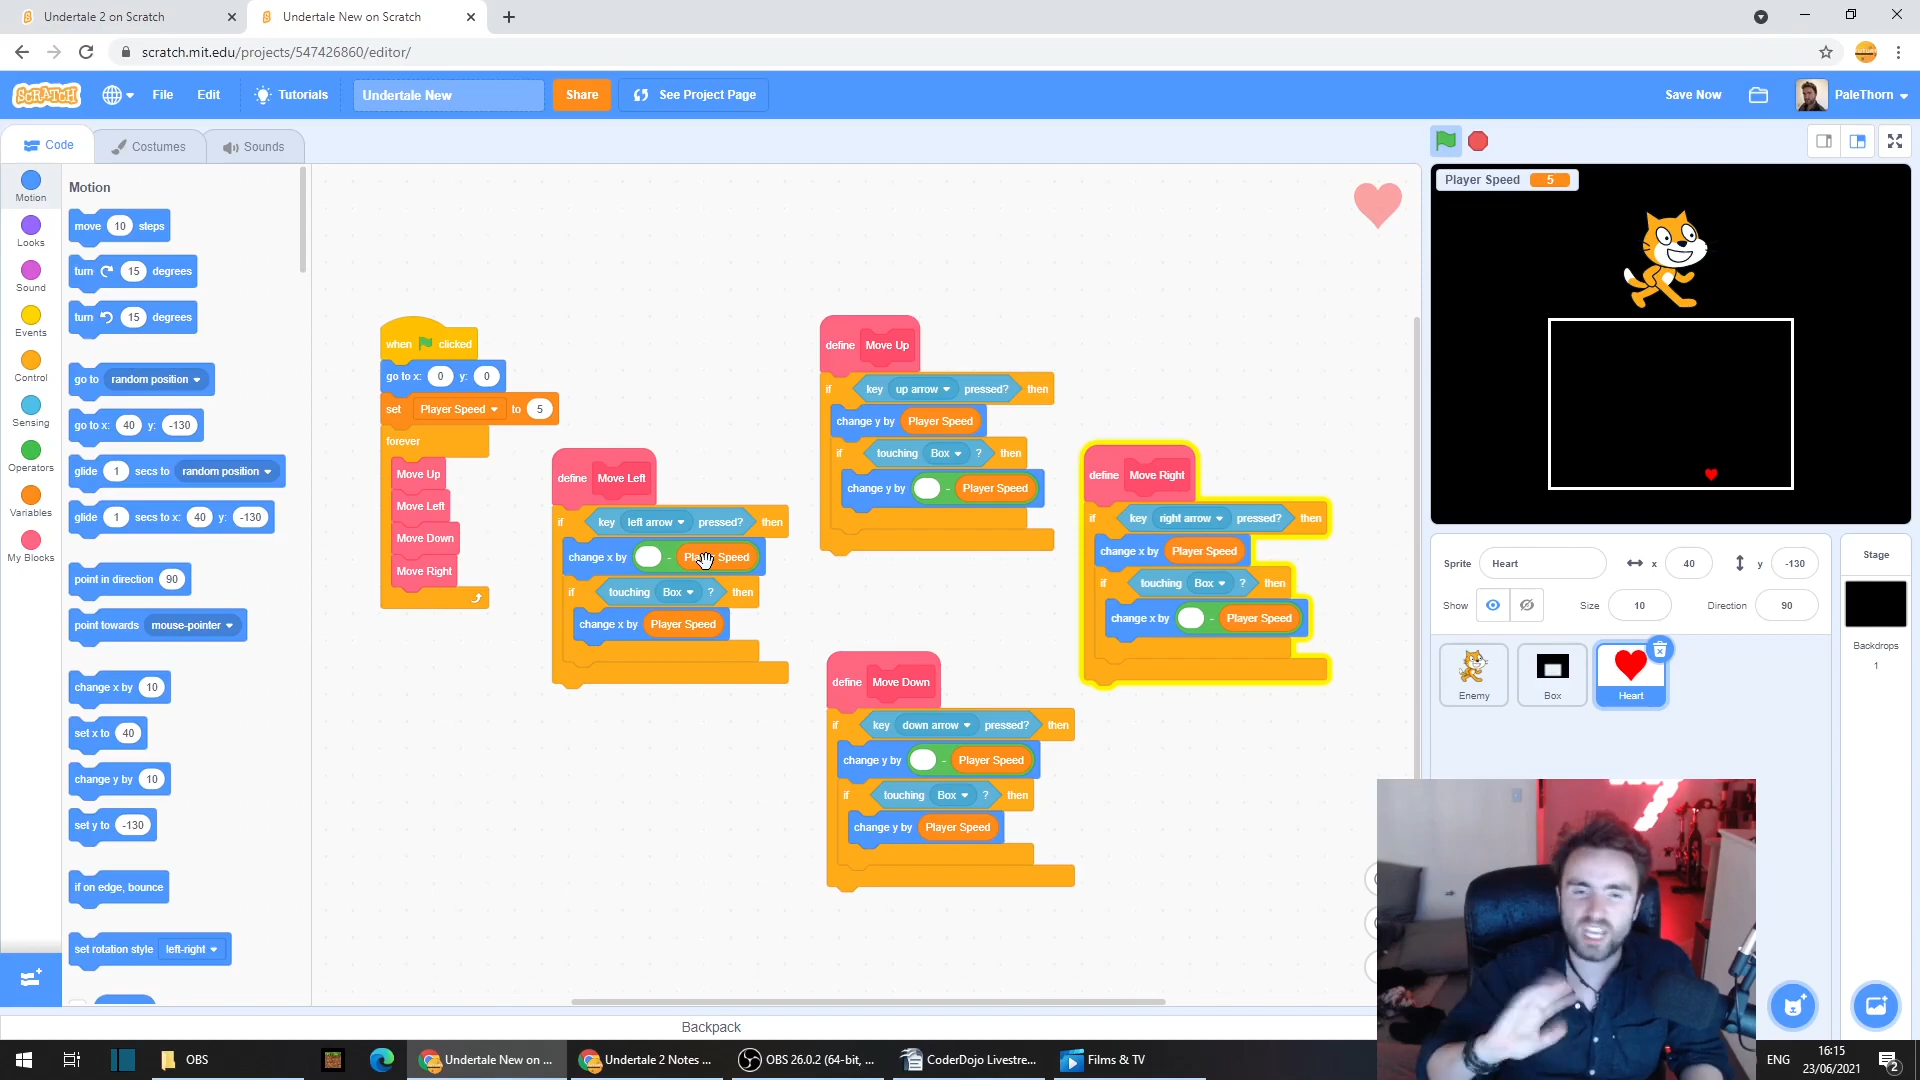 Undertale 2 on Scratch
Undertale New on Scratch
scratch.mit.edu/projects/547426860/editor/
SCRATCH
File
Edit
Tutorials
Undertale New
Share
See Project Page
Save Now
PaleThorn
Code
Costumes
Sounds
Motion
Looks
Sound
Events
Control
Sensing
Operators
Variables
My Blocks
Motion
move 10 steps
turn 15 degrees
turn 15 degrees
go to random position
go to x: 40 y: -130
glide 1 secs to random position
glide 1 secs to x: 40 y: -130
point in direction 90
point towards mouse-pointer
change x by 10
set x to 40
change y by 10
set y to -130
if on edge, bounce
set rotation style left-right
when clicked
go to x: 0 y: 0
set Player Speed to 5
forever
Move Up
Move Left
Move Down
Move Right
define Move Left
if key left arrow pressed? then
change x by - Player Speed
if touching Box ? then
change x by Player Speed
define Move Up
if key up arrow pressed? then
change y by Player Speed
if touching Box ? then
change y by - Player Speed
define Move Down
if key down arrow pressed? then
change y by - Player Speed
if touching Box ? then
change y by Player Speed
define Move Right
if key right arrow pressed? then
change x by Player Speed
if touching Box ? then
change x by - Player Speed
Player Speed 5
Sprite Heart x 40 y -130
Show Size 10 Direction 90
Enemy
Box
Heart
Stage
Backdrops
1
Backpack
OBS
Undertale New on ...
Undertale 2 Notes ...
OBS 26.0.2 (64-bit, ...
CoderDojo Livestre...
Films & TV
ENG
16:15
23/06/2021
2